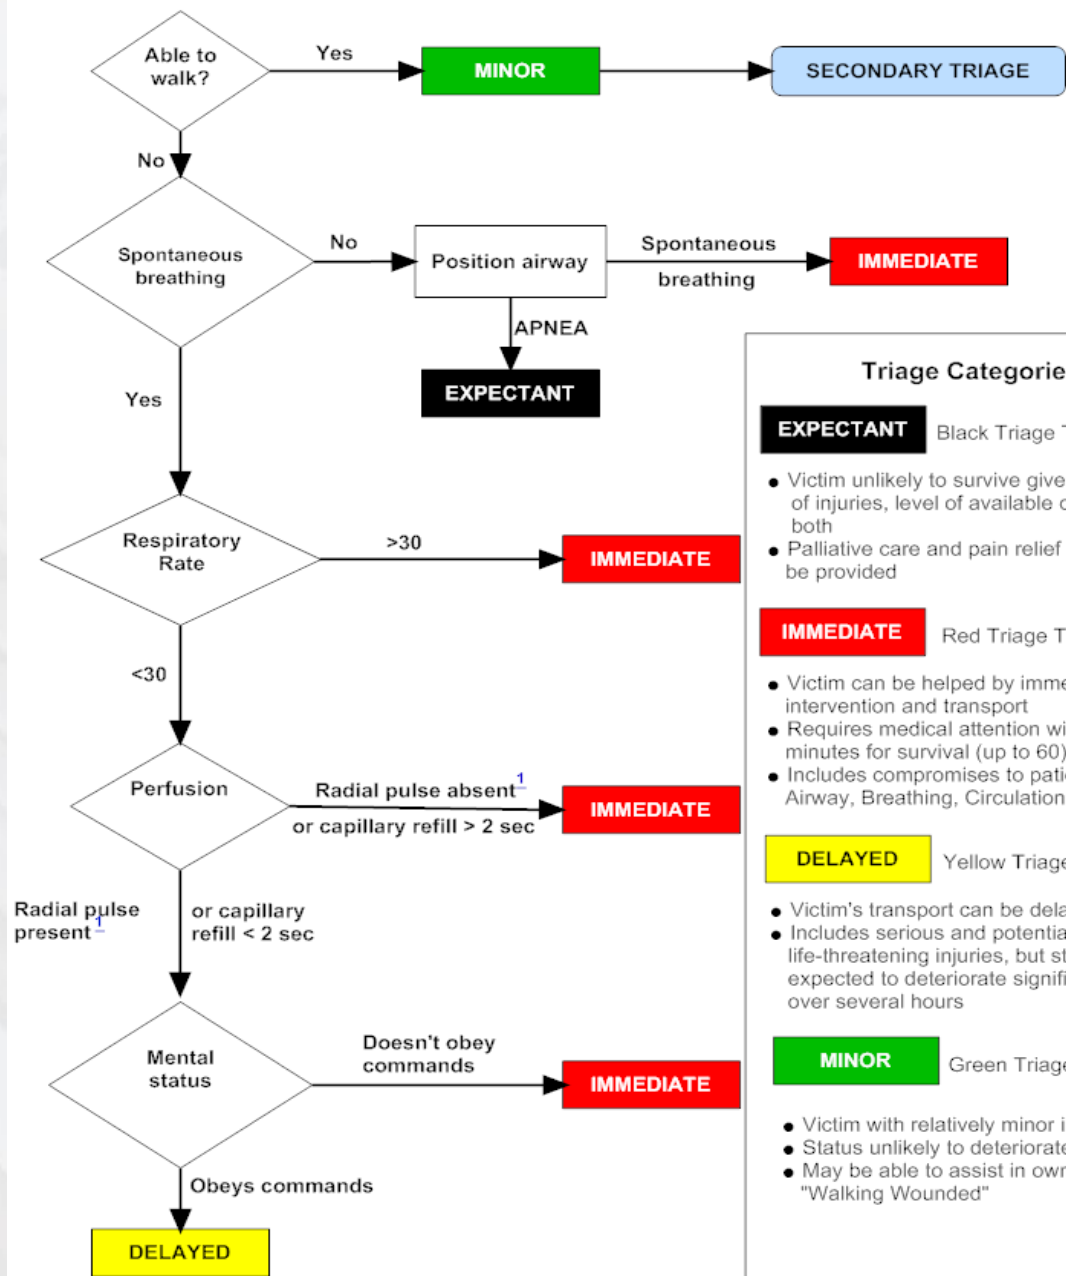 Able to
walk?
Yes
MINOR
SECONDARY TRIAGE
No
Spontaneous
breathing
No
Position airway
Spontaneous
breathing
IMMEDIATE
APNEA
EXPECTANT
Yes
Respiratory
Rate
>30
IMMEDIATE
<30
Perfusion
Radial pulse absent 1
or capillary refill > 2 sec
IMMEDIATE
Radial pulse
present 1
or capillary
refill < 2 sec
Mental
status
Doesn't obey
commands
IMMEDIATE
Obeys commands
DELAYED
Triage Categorie
EXPECTANT Black Triage T
● Victim unlikely to survive give
of injuries, level of available
both
● Palliative care and pain relief
be provided
IMMEDIATE Red Triage T
● Victim can be helped by imme
intervention and transport
● Requires medical attention wi
minutes for survival (up to 60)
● Includes compromises to pati
Airway, Breathing, Circulation
DELAYED Yellow Triage
● Victim's transport can be dela
● Includes serious and potentia
life-threatening injuries, but st
expected to deteriorate signifi
over several hours
MINOR Green Triage
● Victim with relatively minor i
● Status unlikely to deteriorate
● May be able to assist in own
"Walking Wounded"